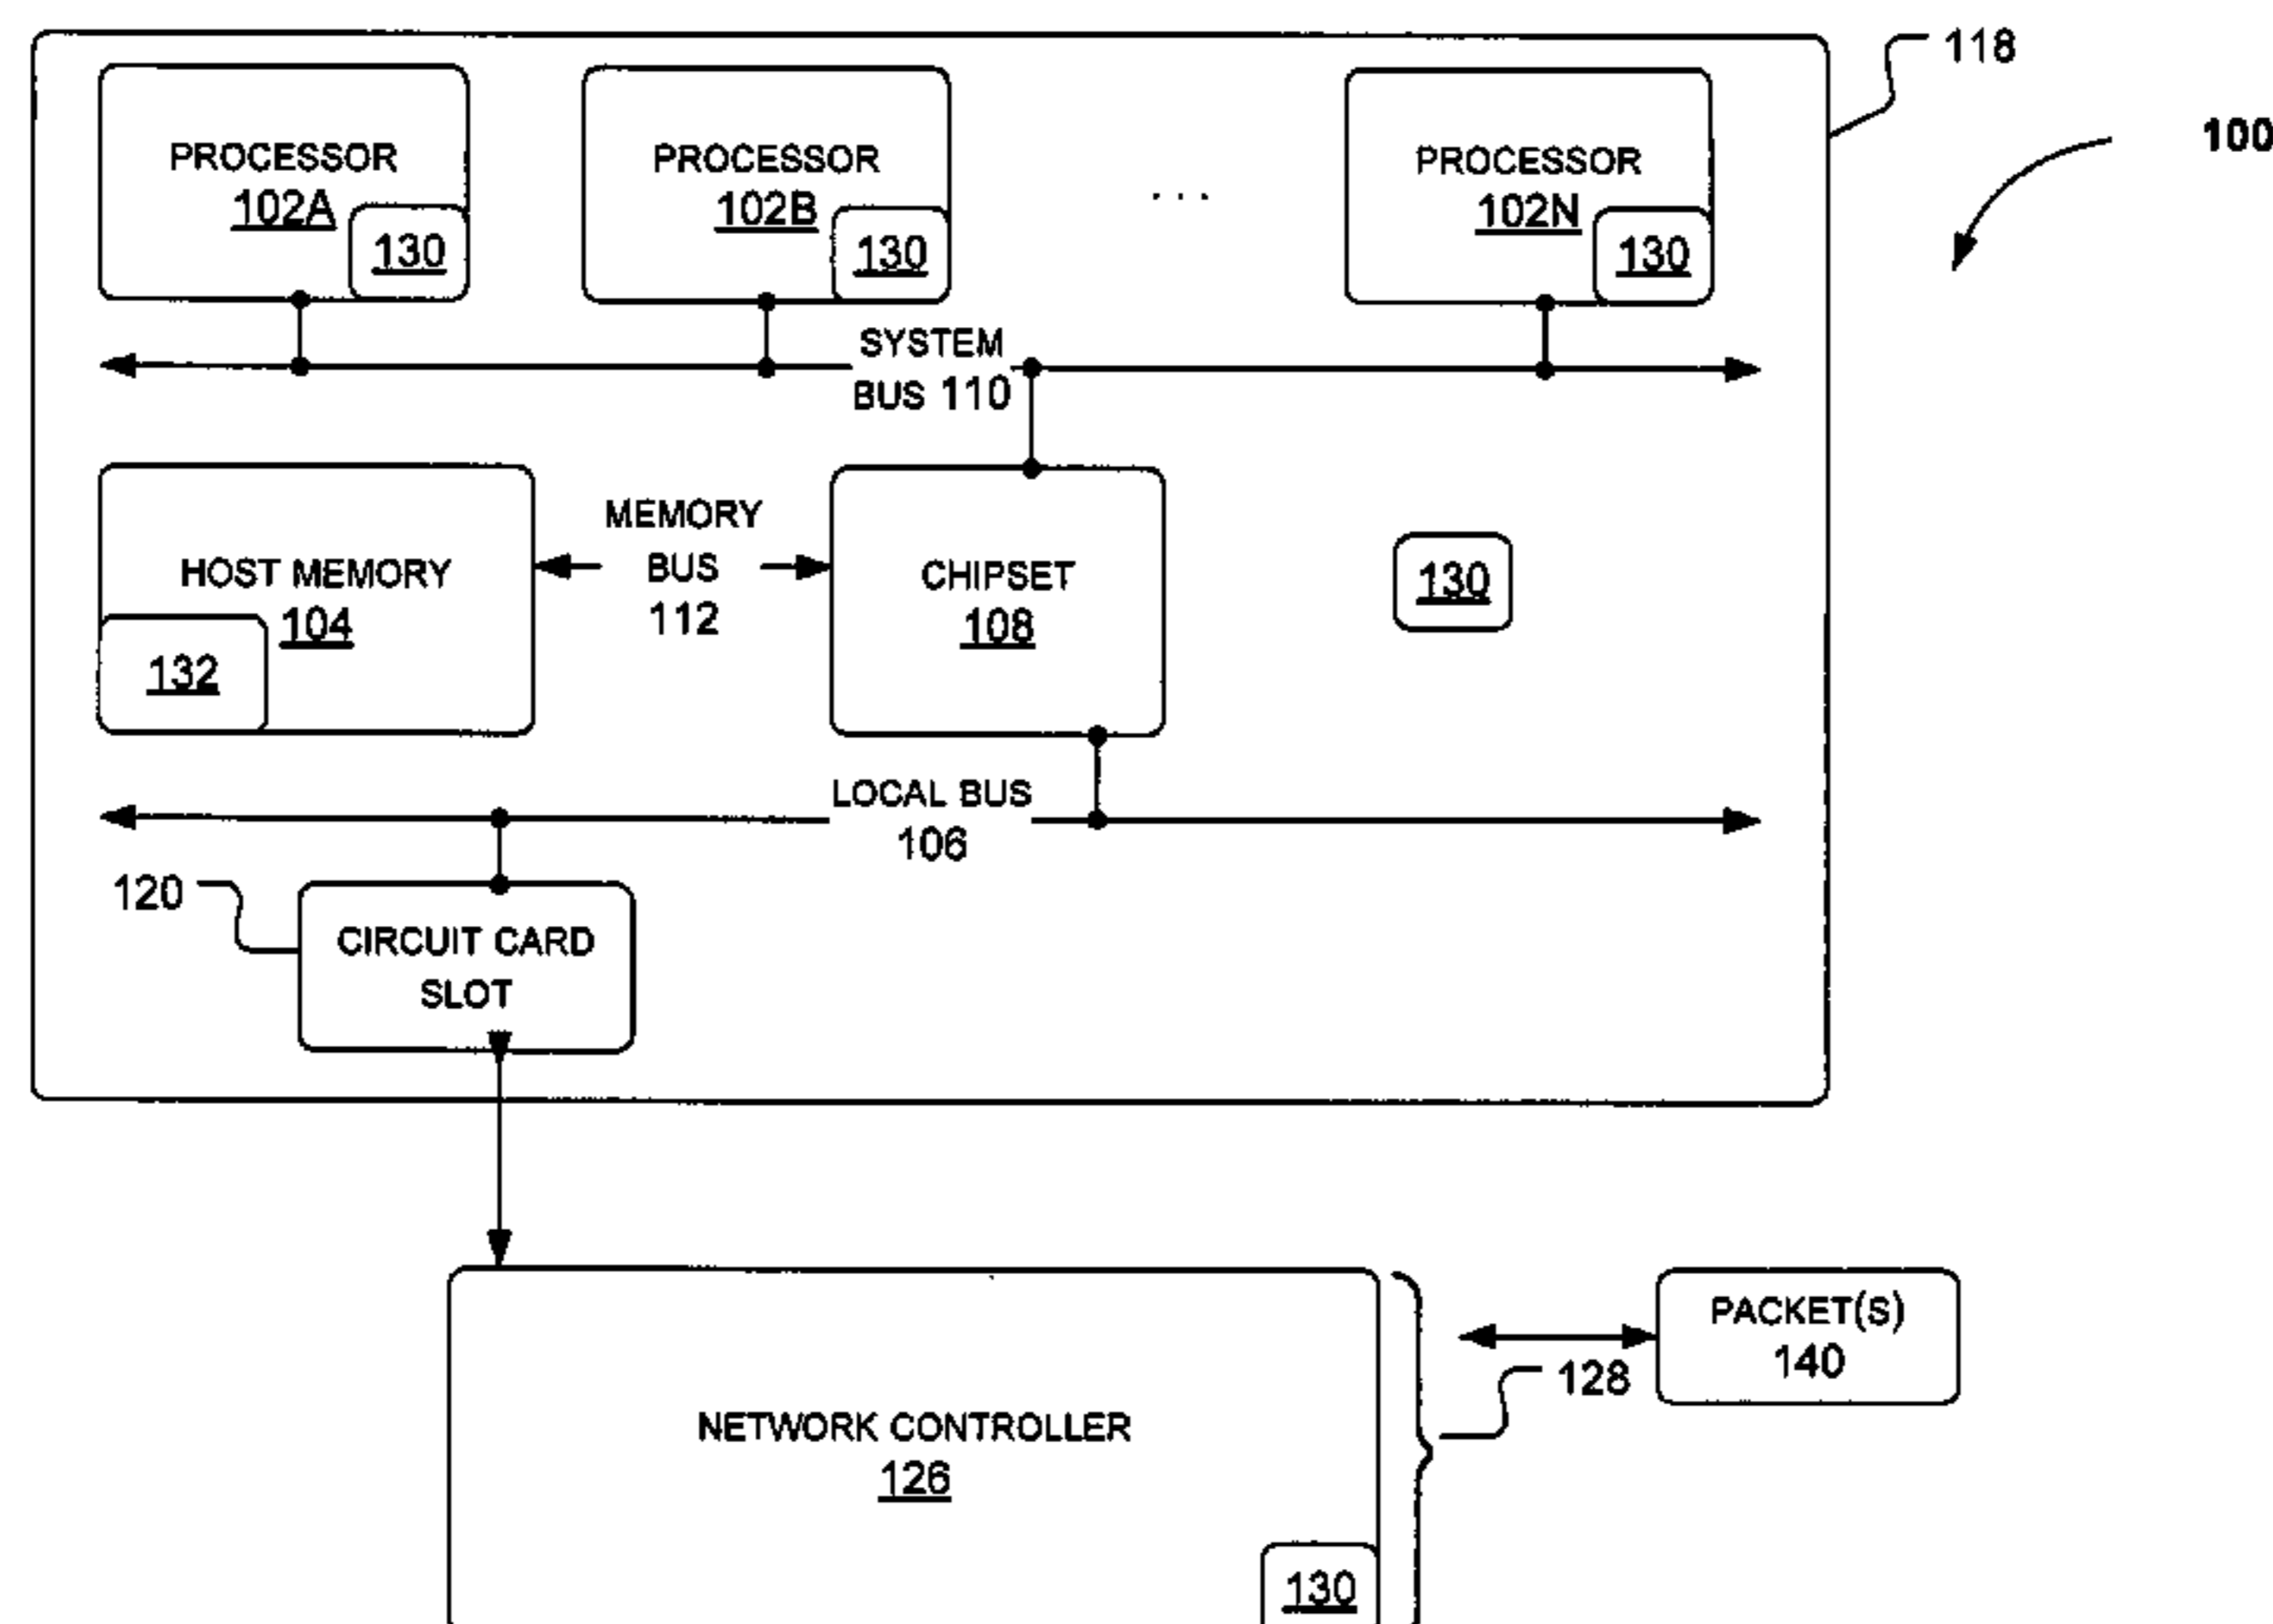 118
100
PROCESSOR
102A
130
PROCESSOR
102B
130
. . .
PROCESSOR
102N
130
SYSTEM
BUS 110
HOST MEMORY
104
132
MEMORY
BUS
112
CHIPSET
108
130
LOCAL BUS
106
120
CIRCUIT CARD
SLOT
NETWORK CONTROLLER
126
130
128
PACKET(S)
140